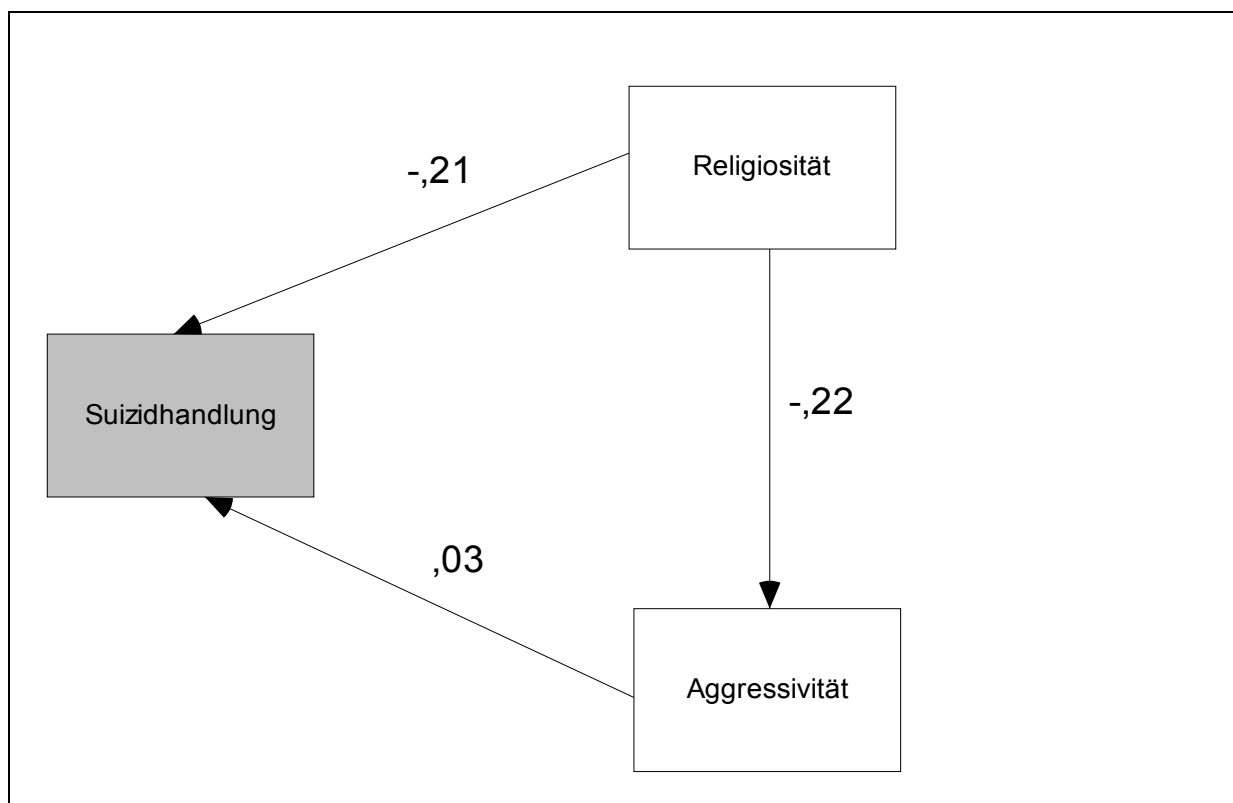 Religiosität
-,21
-,22
Suizidhandlung
,03
Aggressivität